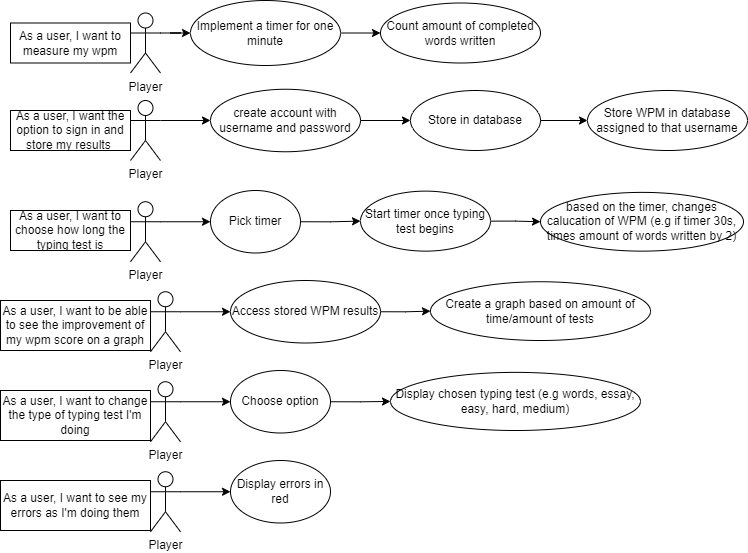 As a user, I want to
measure my wpm
Player
Implement a timer for one
minute
Count amount of completed
words written
As a user, I want the
option to sign in and
store my results
Player
create account with
username and password
Store in database
Store WPM in database
assigned to that username
As a user, I want to
choose how long the
typing test is
Player
Pick timer
Start timer once typing
test begins
based on the timer, changes
calucation of WPM (e.g if timer 30s,
times amount of words written by 2)
As a user, I want to be able
to see the improvement of
my wpm score on a graph
Player
Access stored WPM results
Create a graph based on amount of
time/amount of tests
As a user, I want to change
the type of typing test I'm
doing
Player
Choose option
Display chosen typing test (e.g words, essay,
easy, hard, medium)
As a user, I want to see my
errors as I'm doing them
Player
Display errors in
red